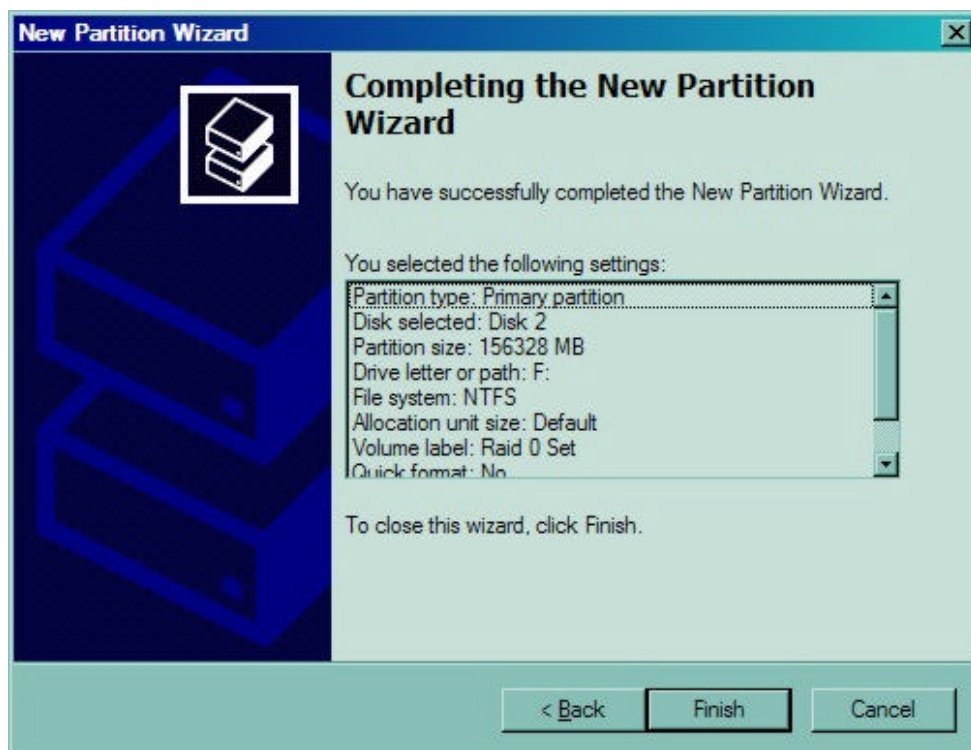 New Partition Wizard
Completing the New Partition
Wizard
You have successfully completed the New Partition Wizard.
You selected the following settings:
Partition type: Primary partition
Disk selected: Disk 2
Partition size: 156328 MB
Drive letter or path: F:
File system: NTFS
Allocation unit size: Default
Volume label: Raid 0 Set
Quick format: No
To close this wizard, click Finish.
< Back
Finish
Cancel